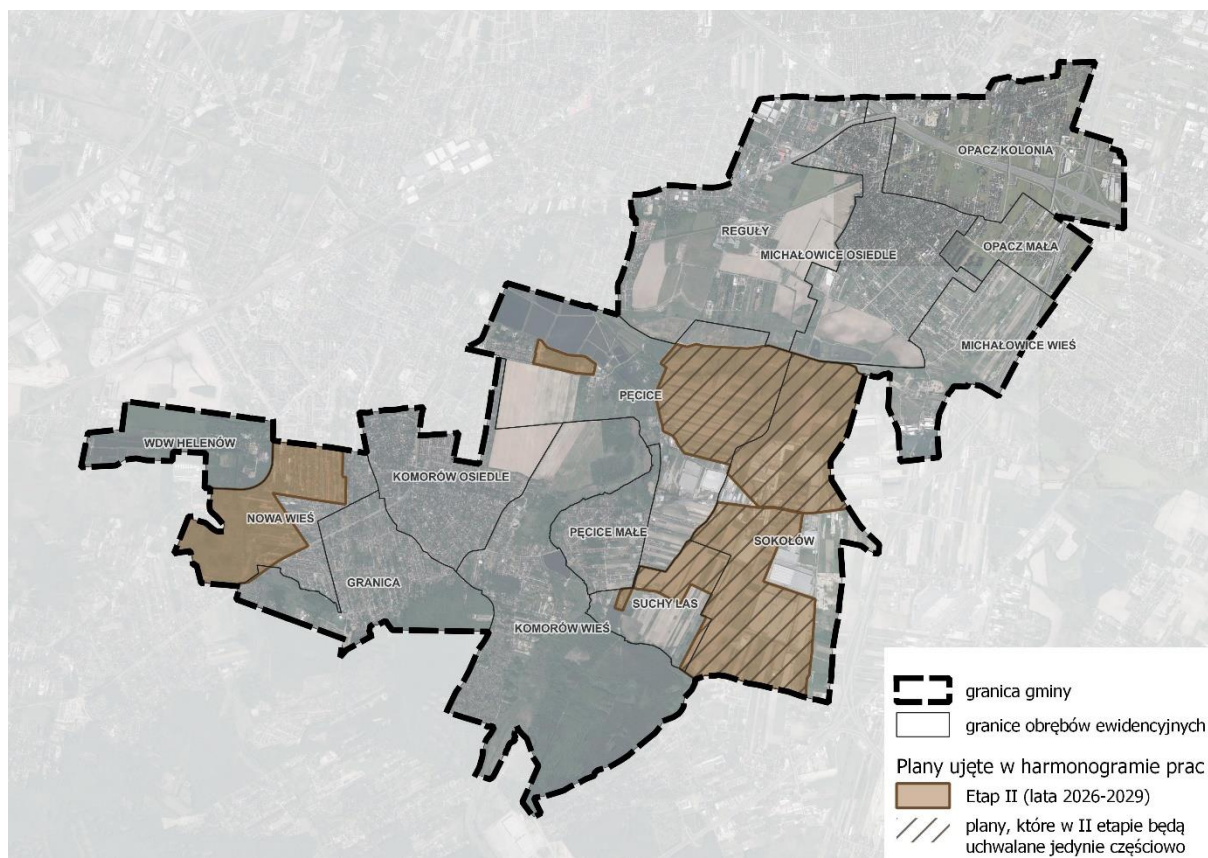 OPACZ KOLONIA
REGUŁY
OPACZ MAŁA
MICHAŁOWICE OSIEDLE
MICHAŁOWICE WIEŚ
PĘCICE
WDW HELENÓW
KOMORÓW OSIEDLE
NOWA WIEŚ
PĘCICE MAŁE
SOKOŁÓW
GRANICA
SUCHY LAS
KOMORÓW WIEŚ
granica gminy
granice obrębów ewidencyjnych
Plany ujęte w harmonogramie prac
Etap II (lata 2026-2029)
plany, które w II etapie będą
uchwalane jedynie częściowo